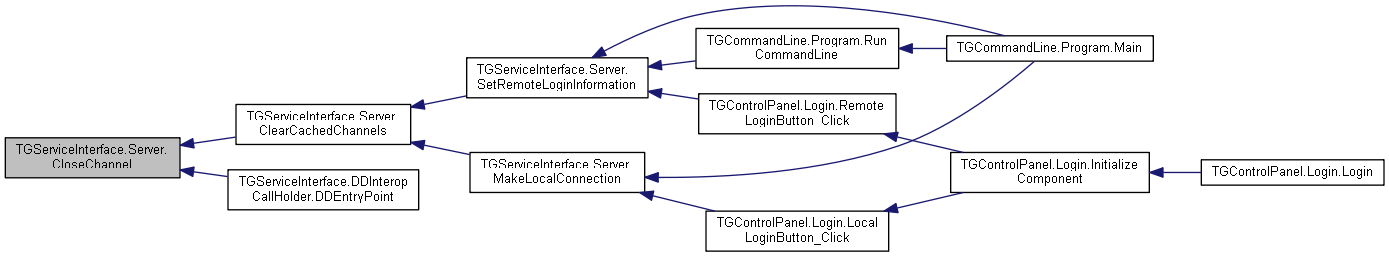 TGServiceInterface.Server.
CloseChannel
TGServiceInterface.Server.
ClearCachedChannels
TGServiceInterface.DDInterop
CallHolder.DDEntryPoint
TGServiceInterface.Server.
SetRemoteLoginInformation
TGServiceInterface.Server.
MakeLocalConnection
TGCommandLine.Program.Run
CommandLine
TGControlPanel.Login.Remote
LoginButton_Click
TGControlPanel.Login.Local
LoginButton_Click
TGCommandLine.Program.Main
TGControlPanel.Login.Initialize
Component
TGControlPanel.Login.Login